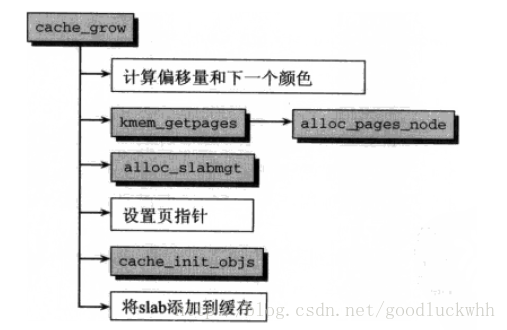 cache_grow
计算偏移量和下一个颜色
kmem_getpages
alloc_pages_node
alloc_slabmgt
设置页指针
cache_init_objs
将slab添加到缓存
blog.csdn.net/goodluckwhh